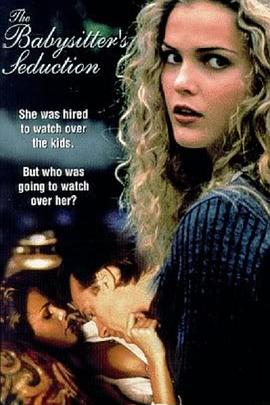 The
Babysitter's
Seduction
She was hired
to watch over
the kids.
But who was
going to watch
over her?